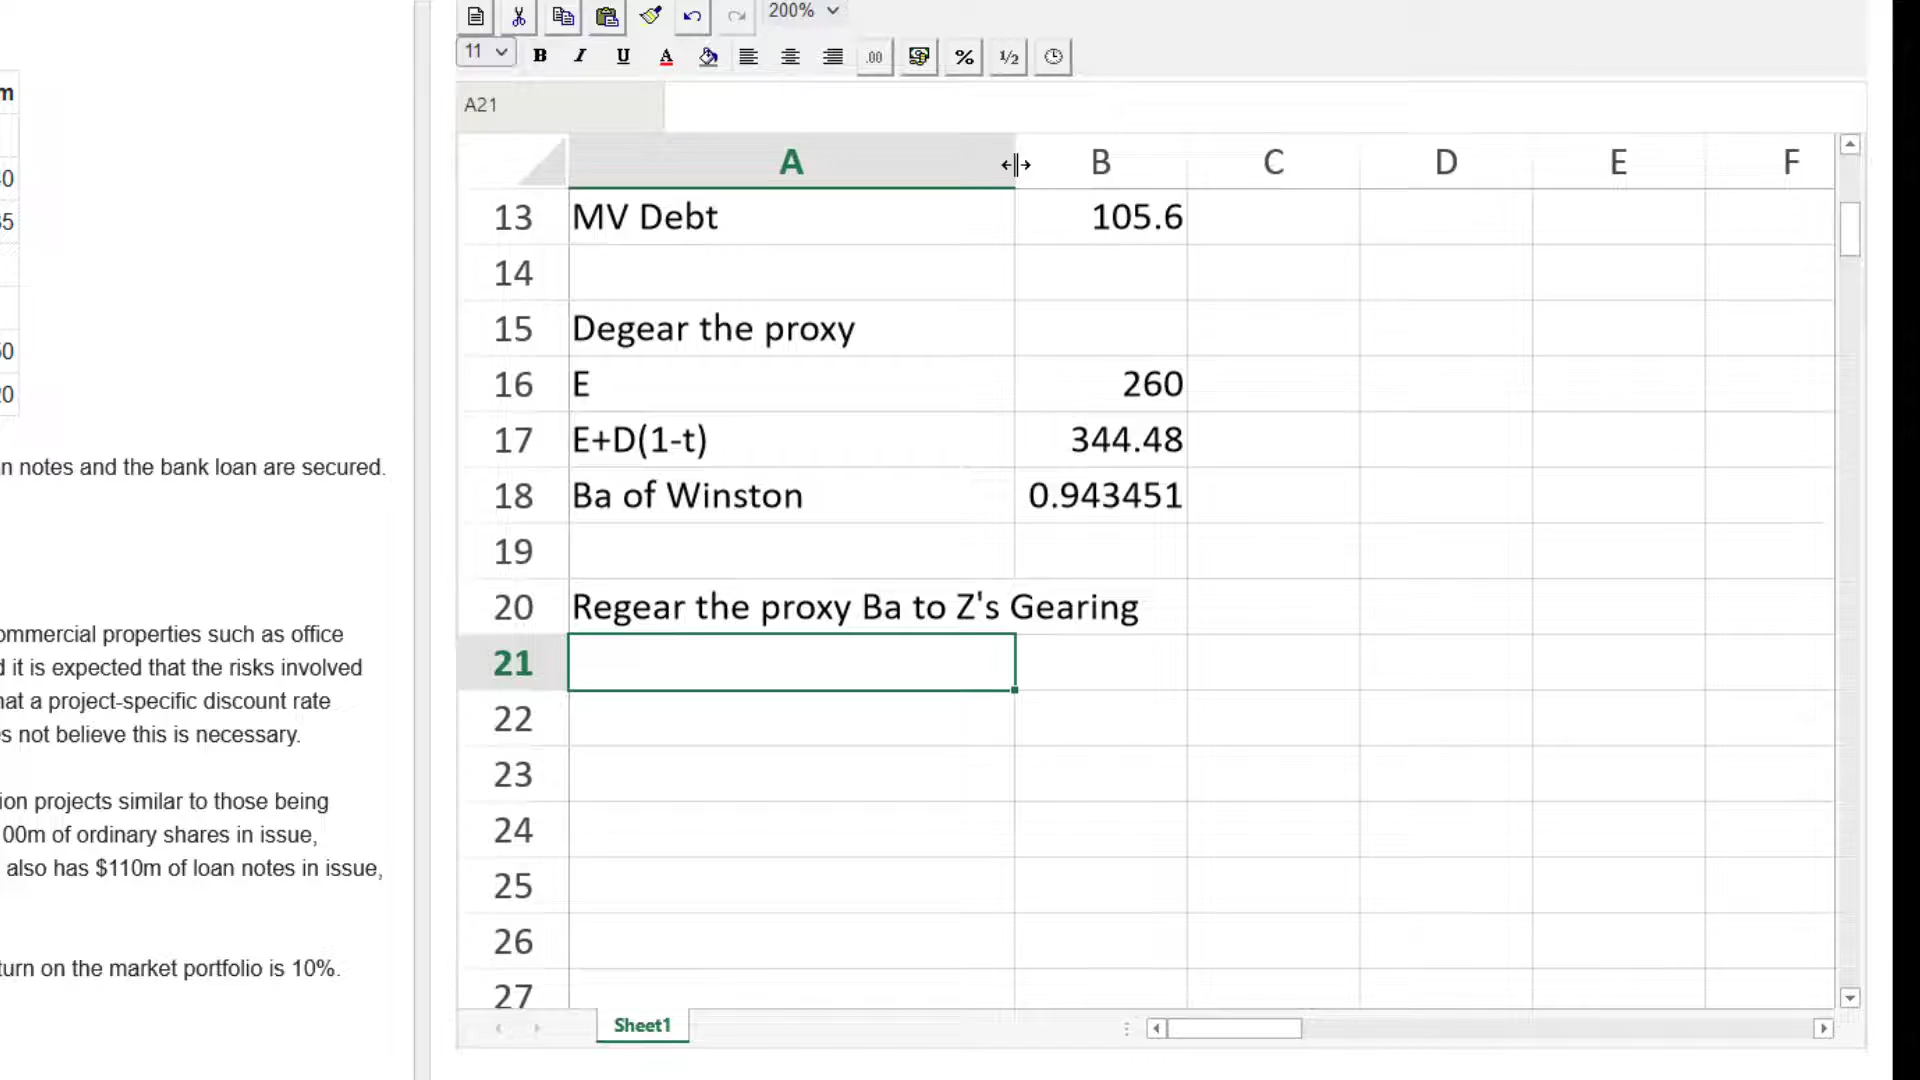 200%
11
B I U A .00 % 1/2
A21
m
A B C D E F
13 MV Debt 105.6
14
15 Degear the proxy
16 E 260
17 E+D(1-t) 344.48
18 Ba of Winston 0.943451
19
20 Regear the proxy Ba to Z's Gearing
21
22
23
24
25
26
27
Sheet1
n notes and the bank loan are secured.
ommercial properties such as office
d it is expected that the risks involved
hat a project-specific discount rate
s not believe this is necessary.
ion projects similar to those being
00m of ordinary shares in issue,
also has $110m of loan notes in issue,
turn on the market portfolio is 10%.